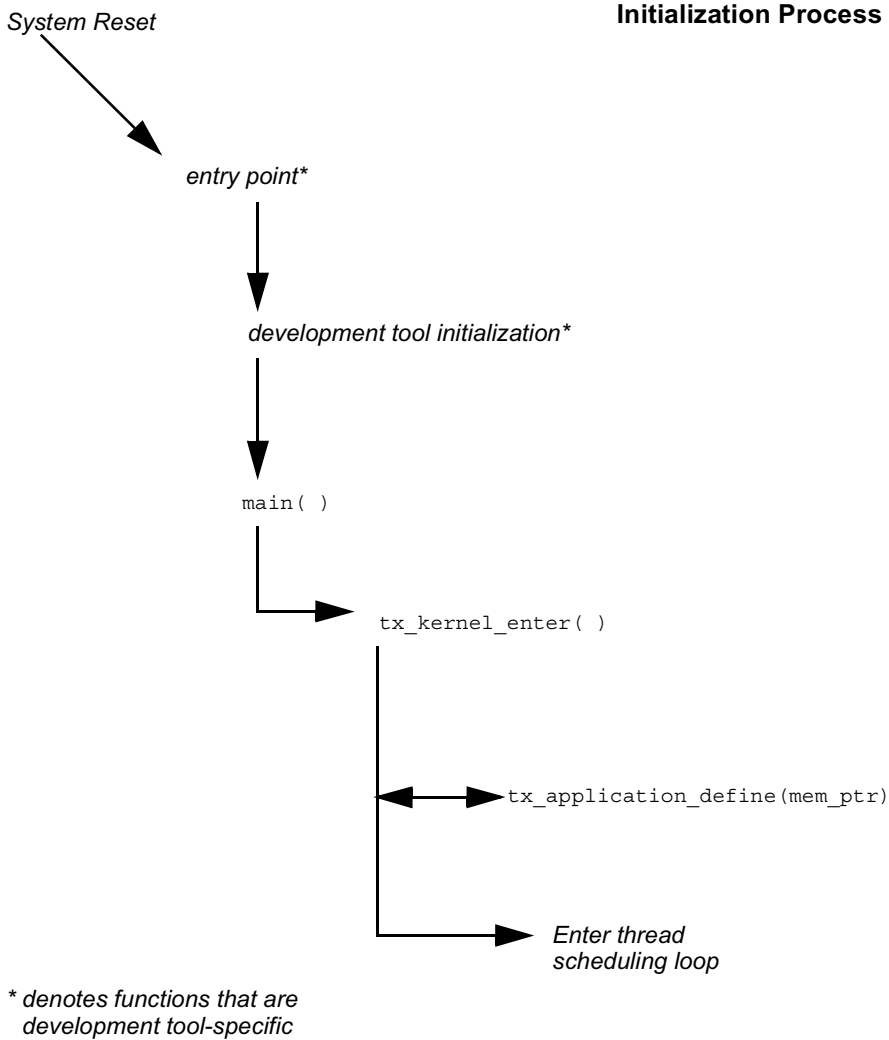 Initialization Process
System Reset
entry point*
development tool initialization*
main( )
tx_kernel_enter( )
tx_application_define(mem_ptr)
Enter thread
scheduling loop
* denotes functions that are
development tool-specific